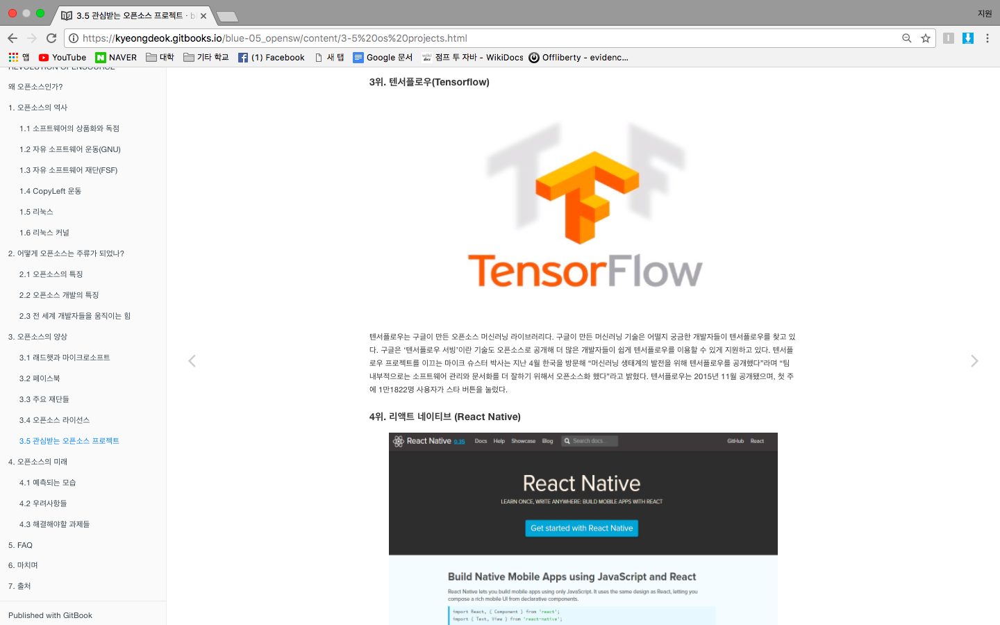 3.5 관심받는 오픈소스 프로젝트 · b
지원
https://kyeongdeok.gitbooks.io/blue-05_opensw/content/3-5%20os%20projects.html
앱 YouTube NAVER 대학 기타 학교 (1) Facebook 새 탭 Google 문서 점프 투 자바 - WikiDocs Offliberty - evidenc...
REVOLUTION OPENSOURCE
왜 오픈소스인가?
1. 오픈소스의 역사
1.1 소프트웨어의 상품화와 독점
1.2 자유 소프트웨어 운동(GNU)
1.3 자유 소프트웨어 재단(FSF)
1.4 CopyLeft 운동
1.5 리눅스
1.6 리눅스 커널
2. 어떻게 오픈소스는 주류가 되었나?
2.1 오픈소스의 특징
2.2 오픈소스 개발의 특징
2.3 전 세계 개발자들을 움직이는 힘
3. 오픈소스의 양상
3.1 래드햇과 마이크로소프트
3.2 페이스북
3.3 주요 재단들
3.4 오픈소스 라이선스
3.5 관심받는 오픈소스 프로젝트
4. 오픈소스의 미래
4.1 예측되는 모습
4.2 우려사항들
4.3 해결해야할 과제들
5. FAQ
6. 마치며
7. 출처
Published with GitBook
3위. 텐서플로우(Tensorflow)
TensorFlow
텐서플로우는 구글이 만든 오픈소스 머신러닝 라이브러리다. 구글이 만든 머신러닝 기술은 어떨지 궁금한 개발자들이 텐서플로우를 찾고 있
다. 구글은 ‘텐서플로우 서빙’이란 기술도 오픈소스로 공개해 더 많은 개발자들이 쉽게 텐서플로우를 이용할 수 있게 지원하고 있다. 텐서플
로우 프로젝트를 이끄는 마이크 슈스터 박사는 지난 4월 한국을 방문해 “머신러닝 생태계의 발전을 위해 텐서플로우를 공개했다”라며 “팀
내부적으로는 소프트웨어 관리와 문서화를 더 잘하기 위해서 오픈소스화 했다”라고 밝혔다. 텐서플로우는 2015년 11월 공개됐으며, 첫 주
에 1만1822명 사용자가 스타 버튼을 눌렀다.
4위. 리액트 네이티브 (React Native)
React Native 0.35 Docs Help Showcase Blog Search docs... GitHub React
React Native
LEARN ONCE, WRITE ANYWHERE: BUILD MOBILE APPS WITH REACT
Get started with React Native
Build Native Mobile Apps using JavaScript and React
React Native lets you build mobile apps using only JavaScript. It uses the same design as React, letting you
compose a rich mobile UI from declarative components.
import React, { Component } from 'react';
import { Text, View } from 'react-native';